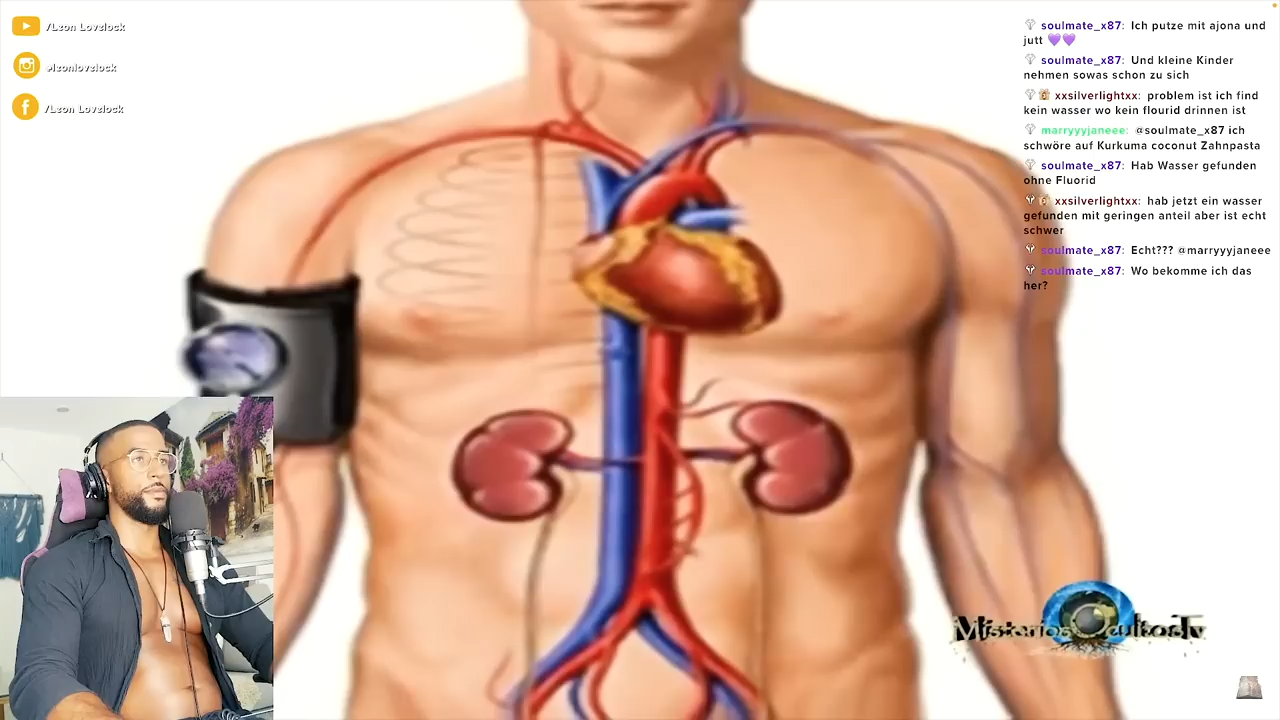 /Leon Lovelock
#leonlovelock
/Leon Lovelock
soulmate_x87: Ich putze mit ajona und
jutt 💜💜
soulmate_x87: Und kleine Kinder
nehmen sowas schon zu sich
xxsilverlightxx: problem ist ich find
kein wasser wo kein flourid drinnen ist
marryyyjaneee: @soulmate_x87 ich
schwöre auf Kurkuma coconut Zahnpasta
soulmate_x87: Hab Wasser gefunden
ohne Fluorid
xxsilverlightxx: hab jetzt ein wasser
gefunden mit geringen anteil aber ist echt
schwer
soulmate_x87: Echt??? @marryyyjaneee
soulmate_x87: Wo bekomme ich das
her?
Misterios Ocultos Tv